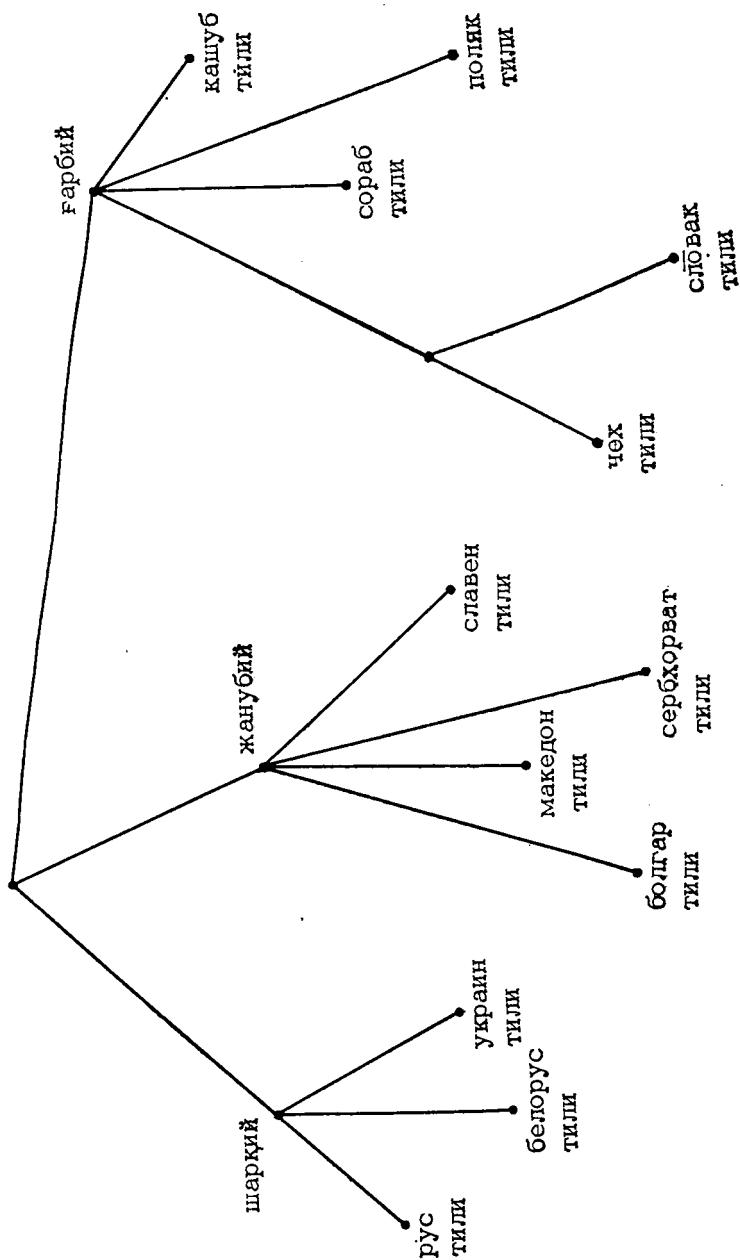 шарқий
рус
тили
белорус
тили
украин
тили
жанубий
болгар
тили
македон
тили
сербхорват
тили
славен
тили
ғарбий
чех
тили
словак
тили
сораб
тили
поляк
тили
кашуб
тили